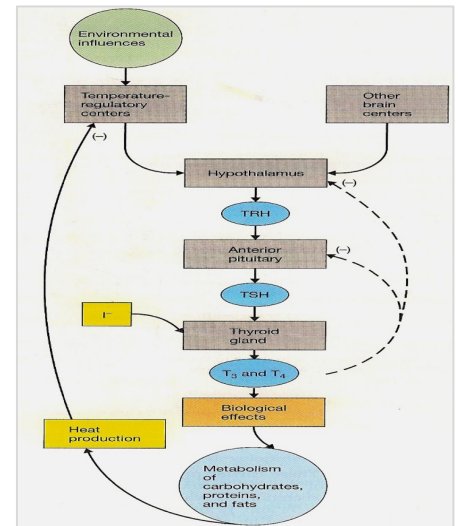 Environmental
influences
Temperature-
regulatory
centers
Other
brain
centers
(–)
Hypothalamus
(–)
TRH
Anterior
pituitary
(–)
TSH
I–
Thyroid
gland
T3 and T4
Biological
effects
Heat
production
Metabolism
of
carbohydrates,
proteins,
and fats